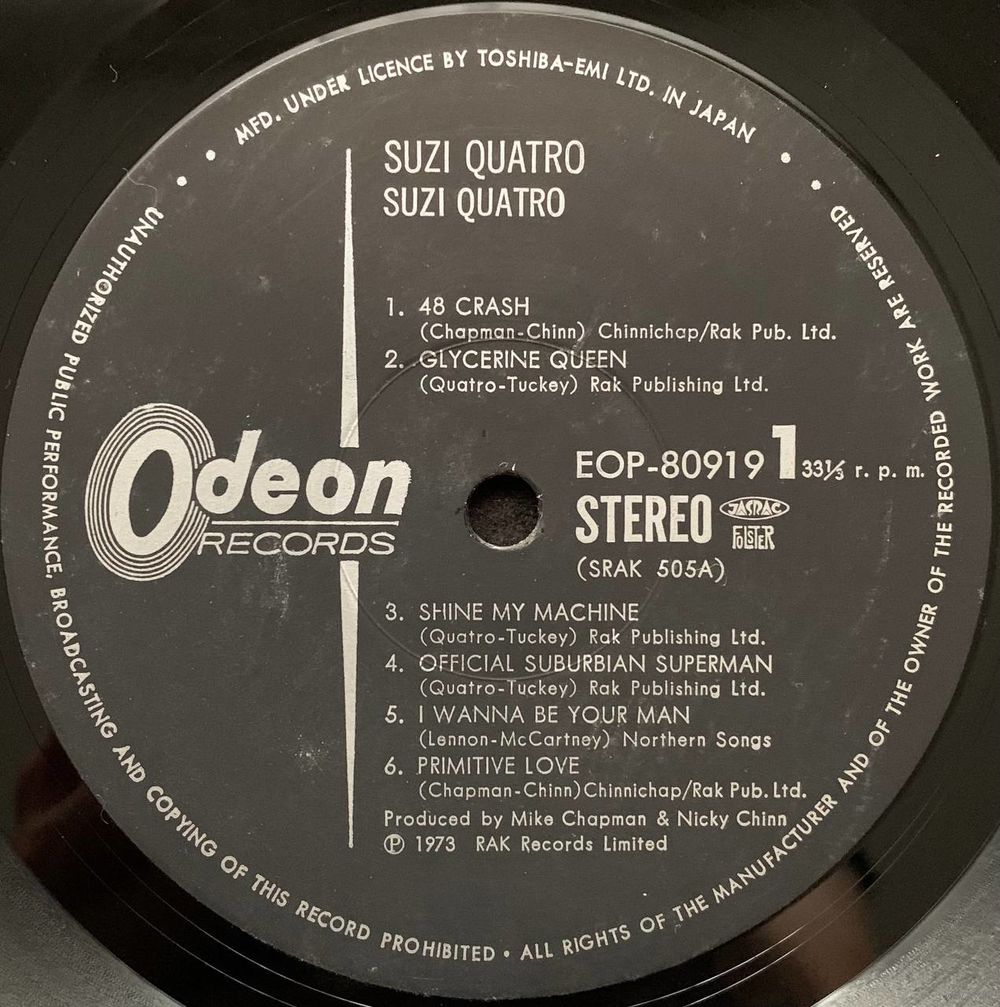 MFD. UNDER LICENCE BY TOSHIBA-EMI LTD. IN JAPAN
SUZI QUATRO
SUZI QUATRO
1. 48 CRASH
(Chapman-Chinn) Chinnichap/Rak Pub. Ltd.
2. GLYCERINE QUEEN
(Quatro-Tuckey) Rak Publishing Ltd.
Odeon
RECORDS
EOP-80919 1 33⅓ r. p. m.
STEREO JASRAC
FOLSTER
(SRAK 505A)
3. SHINE MY MACHINE
(Quatro-Tuckey) Rak Publishing Ltd.
4. OFFICIAL SUBURBIAN SUPERMAN
(Quatro-Tuckey) Rak Publishing Ltd.
5. I WANNA BE YOUR MAN
(Lennon-McCartney) Northern Songs
6. PRIMITIVE LOVE
(Chapman-Chinn) Chinnichap/Rak Pub. Ltd.
Produced by Mike Chapman & Nicky Chinn
℗ 1973 RAK Records Limited
UNAUTHORIZED PUBLIC PERFORMANCE, BROADCASTING AND COPYING OF THIS RECORD PROHIBITED • ALL RIGHTS OF THE MANUFACTURER AND OF THE OWNER OF THE RECORDED WORK ARE RESERVED